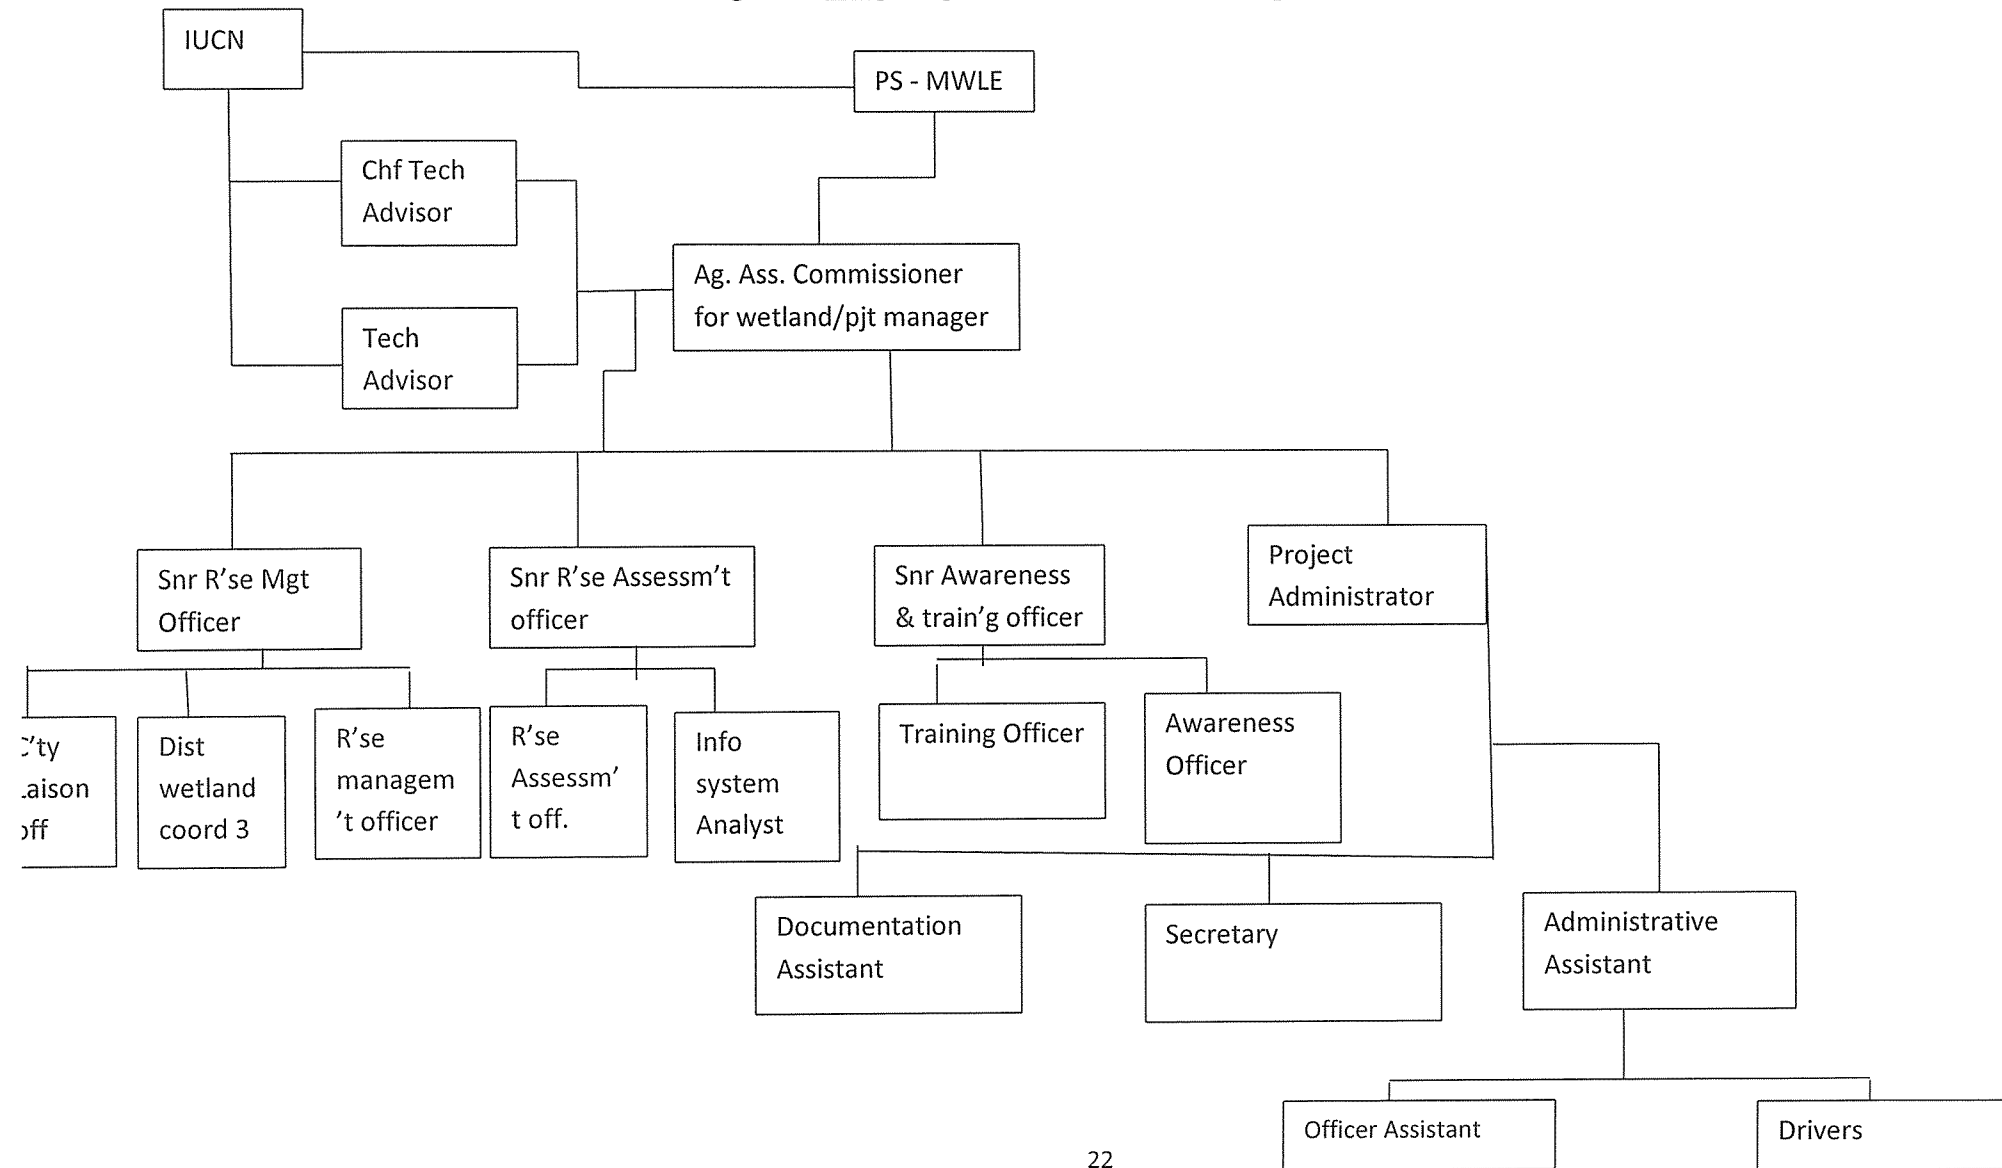 IUCN
PS - MWLE
Chf Tech
Advisor
Ag. Ass. Commissioner
for wetland/pjt manager
Tech
Advisor
Snr R’se Mgt
Officer
Snr R’se Assessm’t
officer
Snr Awareness
& train’g officer
Project
Administrator
C’ty
Dist
wetland
coord 3
R’se
managem
’t officer
R’se
Assessm’
t off.
Info
system
Analyst
Training Officer
Awareness
Officer
Documentation
Assistant
Secretary
Administrative
Assistant
Officer Assistant
Drivers
22